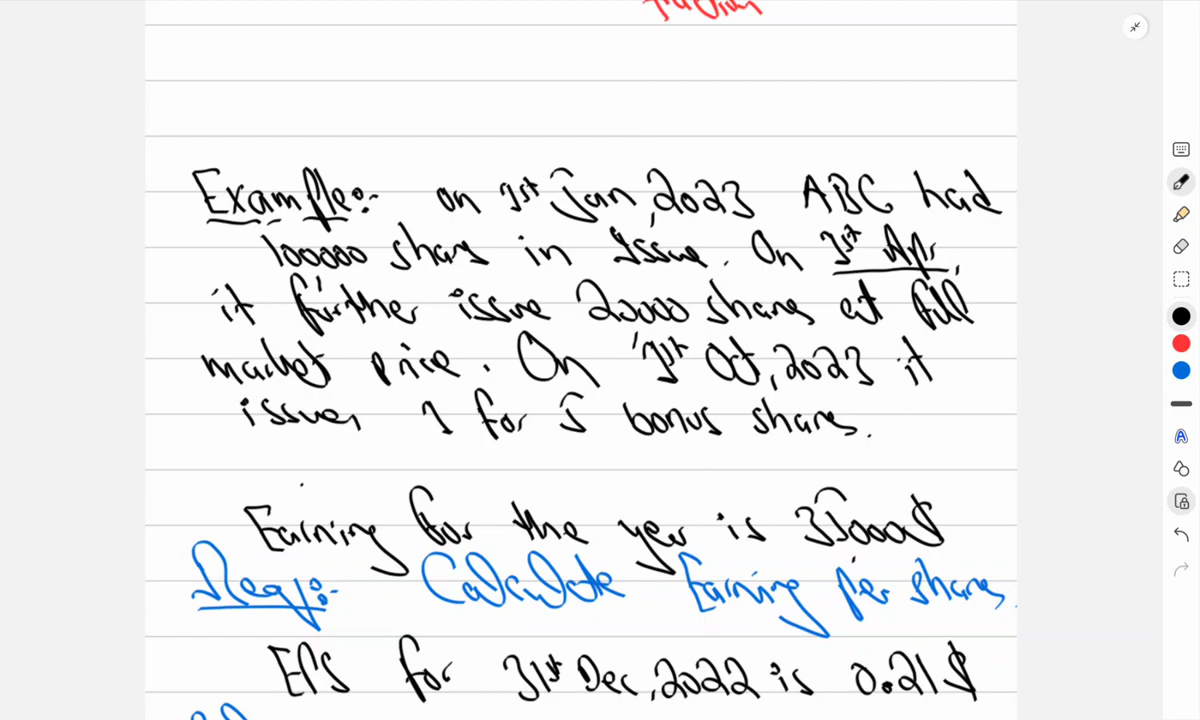 Example:- on 1st Jan, 2023 ABC had
100000 share in Issue. On 1st Apr,
it further issue 20000 shares at full
market price. On 1st Oct, 2023 it
issues 1 for 5 bonus shares.
Earning for the yer is 35000$
Req:- Calculate Earning per shares
EPS for 31st Dec, 2022 is 0.21$